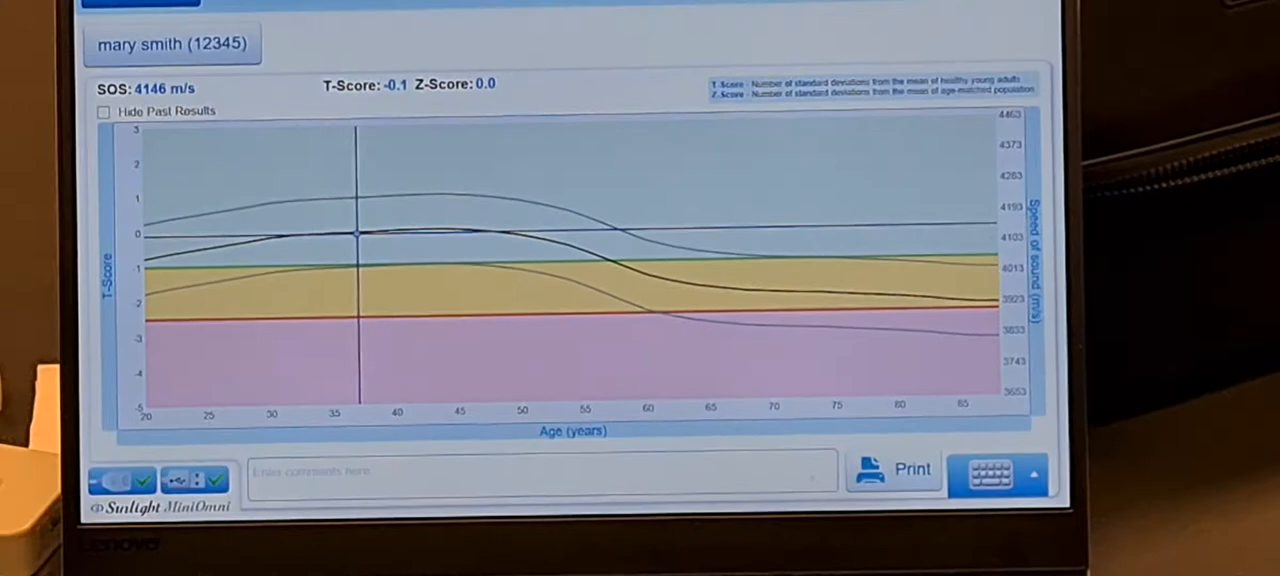 mary smith (12345)
SOS: 4146 m/s
T-Score: -0.1 Z-Score: 0.0
T-Score - Number of standard deviations from the mean of healthy young adults
Z-Score - Number of standard deviations from the mean of age-matched population
Hide Past Results
3
2
1
0
-1
-2
-3
-4
-5
T-Score
4463
4373
4283
4193
4103
4013
3923
3833
3743
3653
Speed of sound (m/s)
20 25 30 35 40 45 50 55 60 65 70 75 80 85
Age (years)
Enter comments here
Print
Sunlight MiniOmni
Lenovo